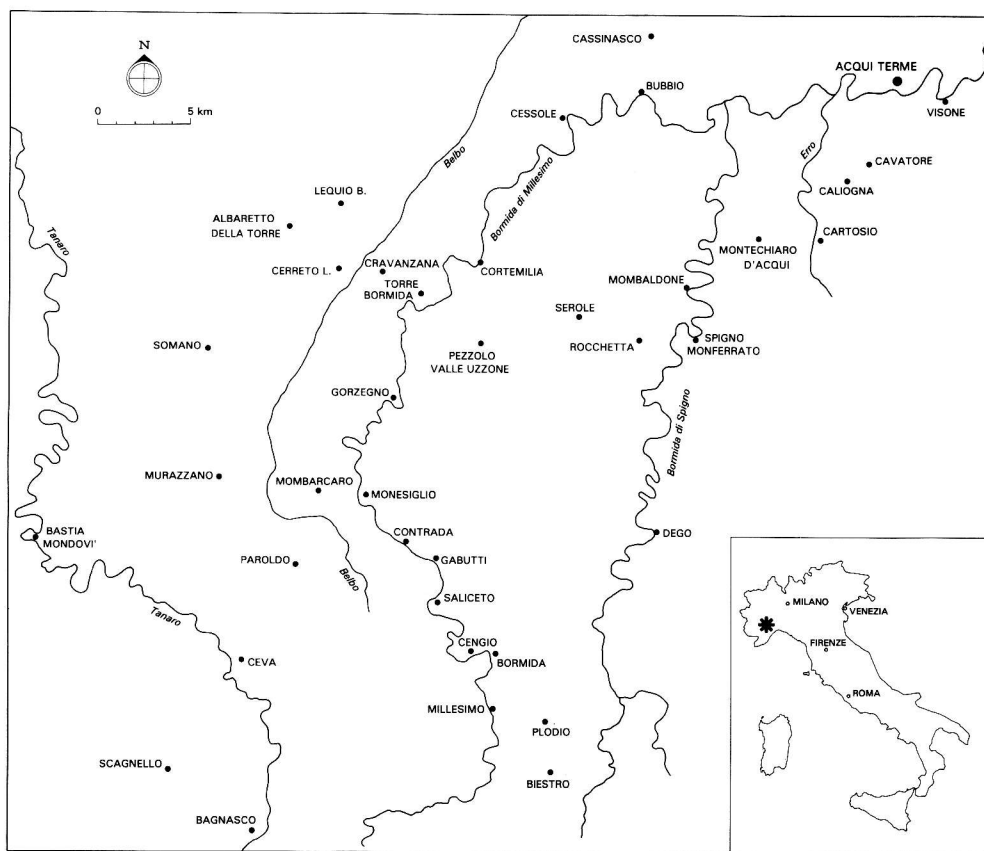 CASSINASCO
N
ACQUI TERME
0 5 km
BUBBIO
VISONE
CESSOLE
Belbo
Erro
CAVATORE
CALIOGNA
LEQUIO B.
Bormida di Millesimo
ALBARETTO
DELLA TORRE
Tanaro
CARTOSIO
MONTECHIARO
D'ACQUI
CERRETO L.
CRAVANZANA
CORTEMILIA
TORRE
BORMIDA
MOMBALDONE
SEROLE
SOMANO
PEZZOLO
VALLE UZZONE
ROCCHETTA
SPIGNO
MONFERRATO
GORZEGNO
Bormida di Spigno
MURAZZANO
MOMBARCARO
MONESIGLIO
BASTIA
MONDOVI'
CONTRADA
DEGO
PAROLDO
GABUTTI
Belbo
SALICETO
Tanaro
CENGIO
BORMIDA
CEVA
MILLESIMO
PLODIO
SCAGNELLO
BIESTRO
BAGNASCO
MILANO
VENEZIA
FIRENZE
ROMA